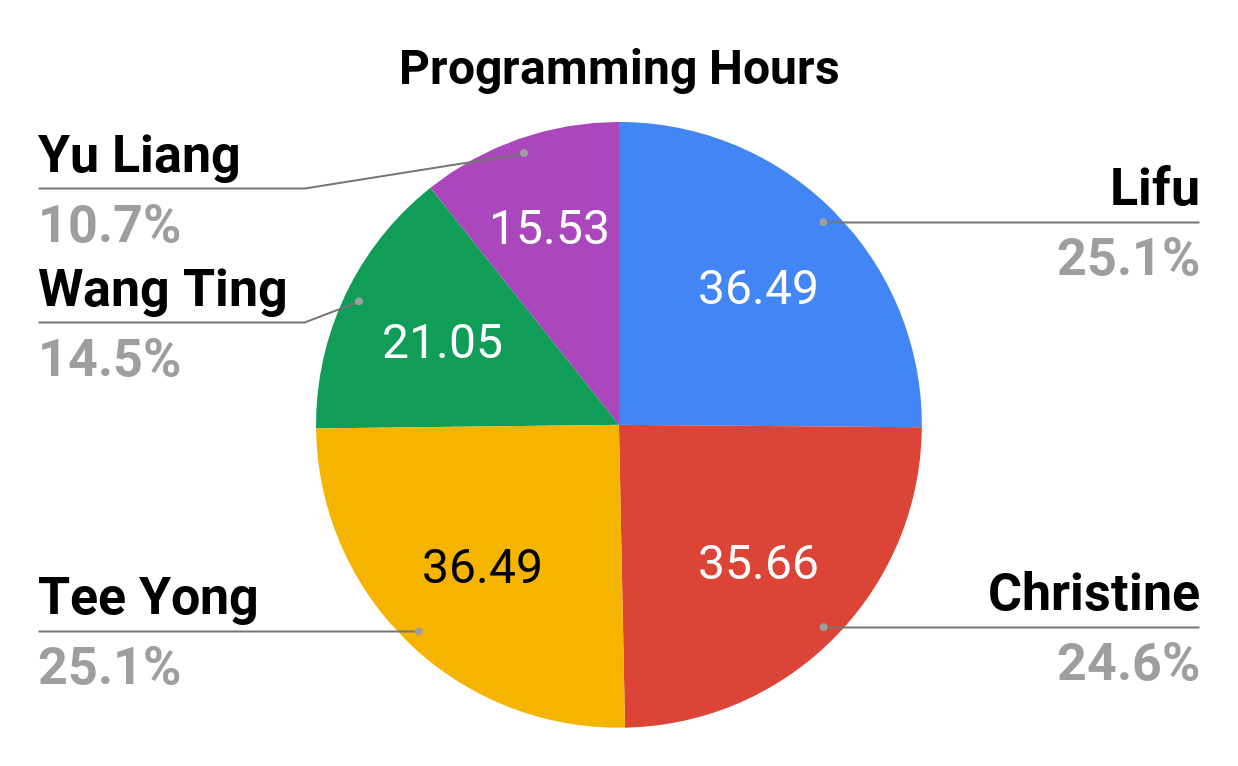 Programming Hours
Yu Liang
10.7%
Wang Ting
14.5%
Tee Yong
25.1%
15.53
21.05
36.49
36.49
35.66
Lifu
25.1%
Christine
24.6%